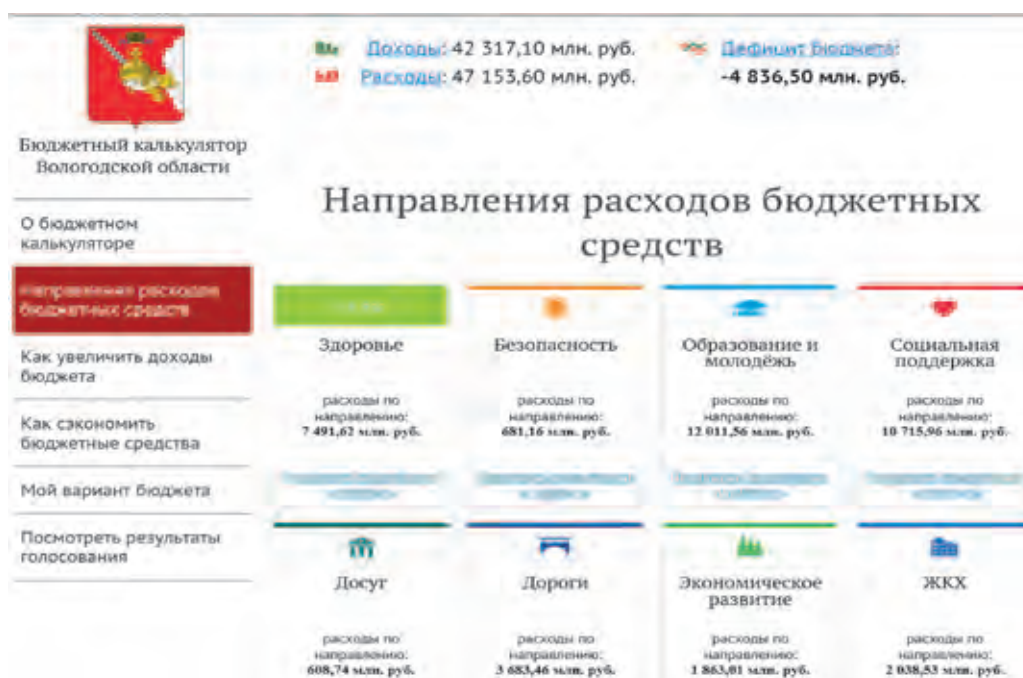 Доходы: 42 317,10 млн. руб.
Расходы: 47 153,60 млн. руб.
Дефицит бюджета:
-4 836,50 млн. руб.
Бюджетный калькулятор
Вологодской области
О бюджетном
калькуляторе
Направления расходов
бюджетных средств
Как увеличить доходы
бюджета
Как сэкономить
бюджетные средства
Мой вариант бюджета
Посмотреть результаты
голосования
Направления расходов бюджетных
средств
Здоровье
расходы по
направлению:
7 491,62 млн. руб.
Безопасность
расходы по
направлению:
681,16 млн. руб.
Образование и
молодёжь
расходы по
направлению:
12 011,56 млн. руб.
Социальная
поддержка
расходы по
направлению:
10 715,96 млн. руб.
Досуг
расходы по
направлению:
608,74 млн. руб.
Дороги
расходы по
направлению:
3 683,46 млн. руб.
Экономическое
развитие
расходы по
направлению:
1 863,01 млн. руб.
ЖКХ
расходы по
направлению:
2 038,53 млн. руб.